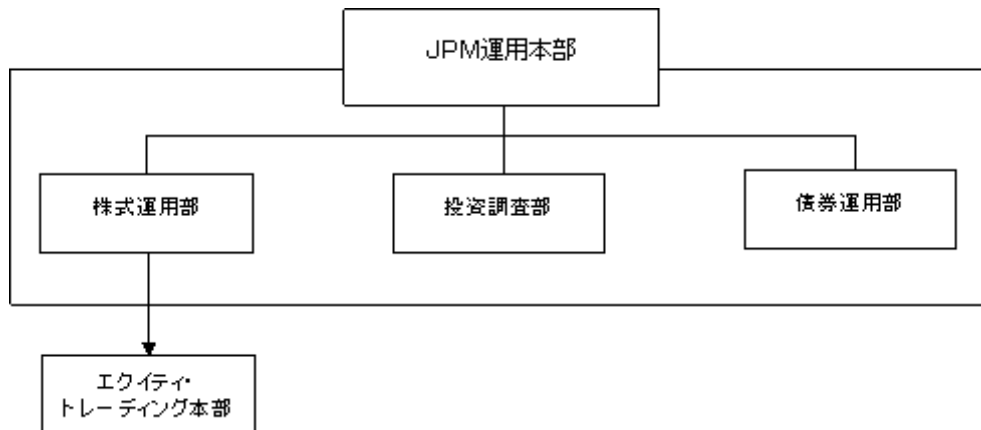 JPM運用本部
株式運用部
投資調査部
債券運用部
エクイティ・
トレーディング本部